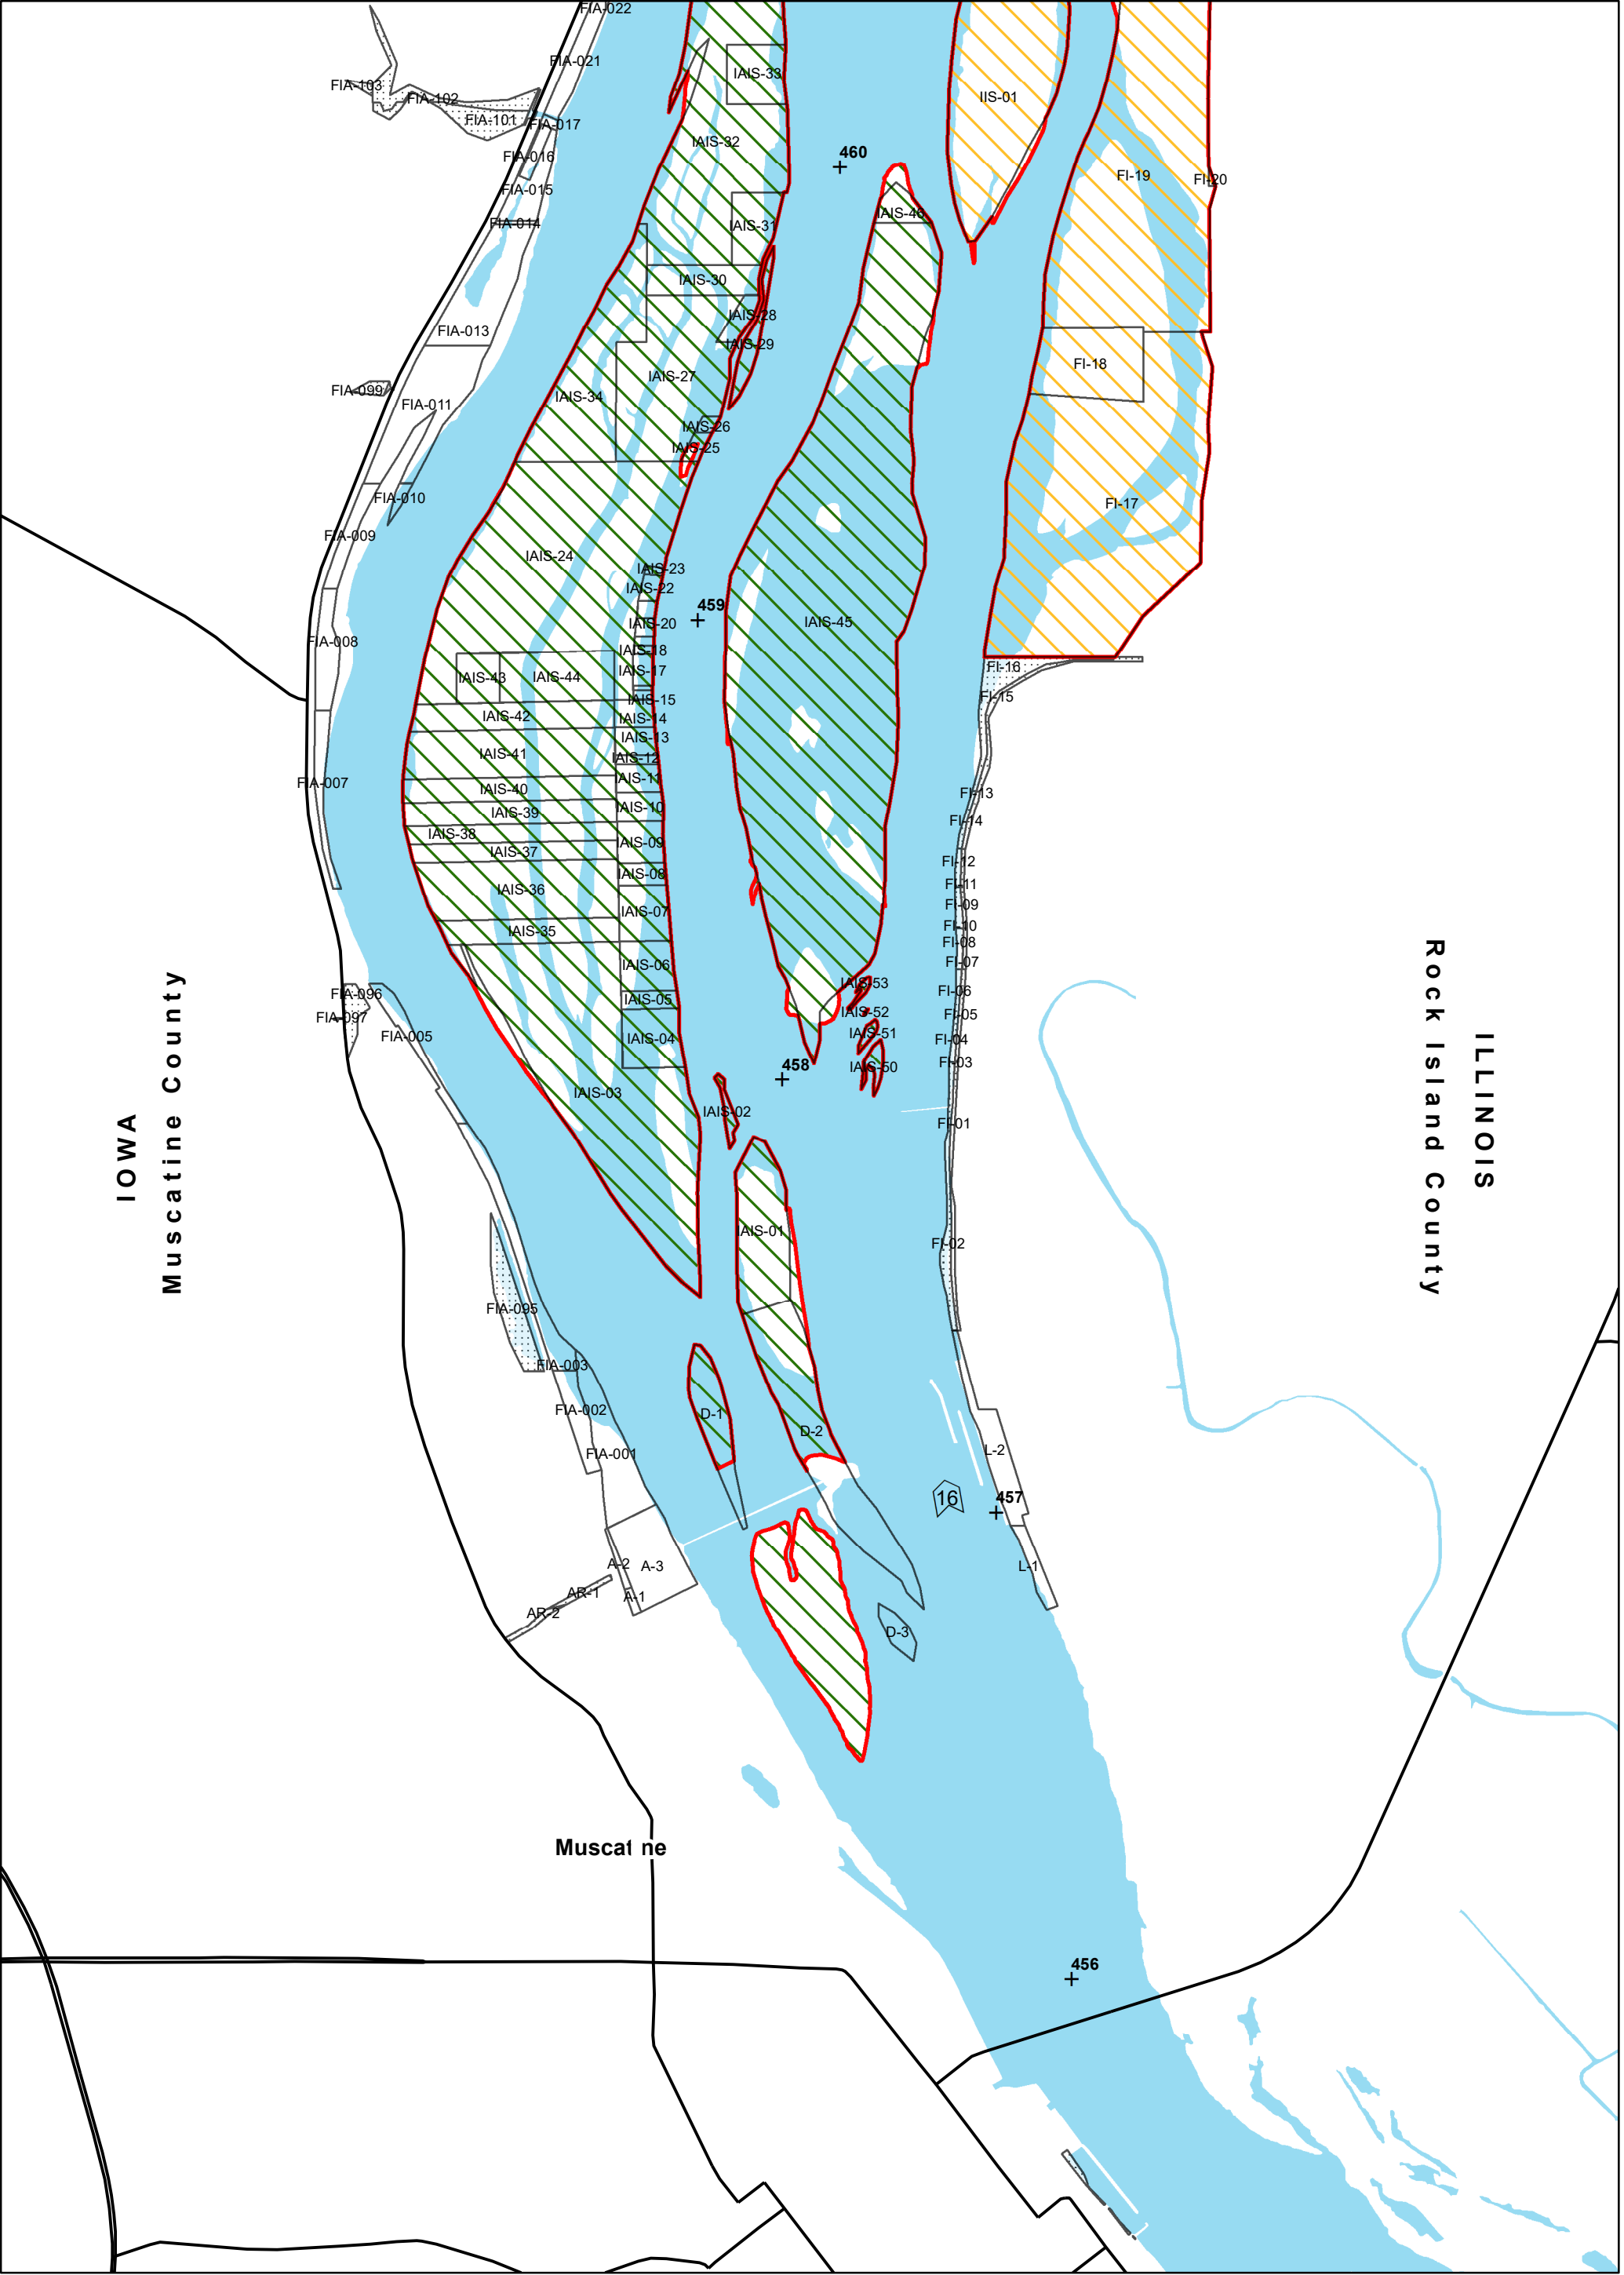 FIA-022
FIA-021
IAIS-33
FIA-103
FIA-102
IIS-01
FIA-101
FIA-017
IAIS-32
460
FIA-016
FI-19
FI-20
FIA-015
IAIS-46
FIA-014
IAIS-31
IAIS-30
IAIS-28
FIA-013
IAIS-29
FI-18
IAIS-27
FIA-099
IAIS-34
FIA-011
IAIS-26
IAIS-25
FIA-010
FI-17
FIA-009
IAIS-24
IAIS-23
IAIS-22
459
IAIS-20
IAIS-45
FIA-008
IAIS-18
FI-16
IAIS-17
IAIS-43
IAIS-44
FI-15
IAIS-15
IAIS-42
IAIS-14
IAIS-13
IAIS-41
IAIS-12
IAIS-11
FIA-007
IAIS-40
FI-13
IAIS-10
IAIS-39
FI-14
IAIS-38
IAIS-09
IAIS-37
FI-12
IAIS-08
FI-11
IAIS-36
FI-09
IAIS-07
FI-10
IAIS-35
FI-08
FI-07
IAIS-06
IAIS-53
FI-06
FIA-096
IAIS-05
IAIS-52
FI-05
FIA-097
IAIS-51
FIA-005
IAIS-04
FI-04
FI-03
458
IAIS-50
IAIS-03
IAIS-02
FI-01
IOWA
Muscatine County
ILLINOIS
Rock Island County
IAIS-01
FI-02
FIA-095
FIA-003
FIA-002
D-1
D-2
FIA-001
L-2
16
457
A-2
A-3
L-1
AR-1
A-1
AR-2
D-3
Muscatine
456